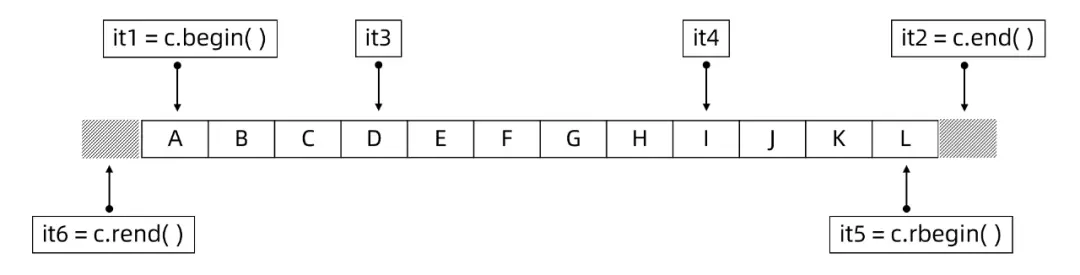 it1 = c.begin( )
it3
it4
it2 = c.end( )
A B C D E F G H I J K L
it6 = c.rend( )
it5 = c.rbegin( )